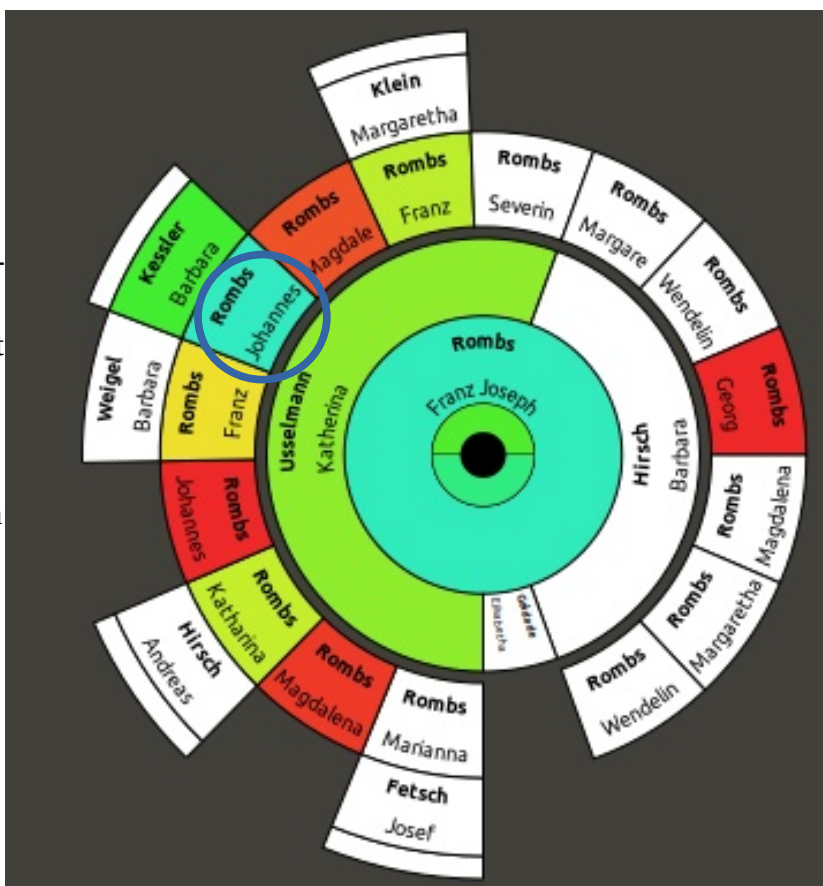 Klein
Margaretha
Rombs
Franz
Rombs
Severin
Rombs
Margare
Rombs
Wendelin
Rombs
Georg
Rombs
Magdalena
Rombs
Margaretha
Rombs
Wendelin
Rombs
Marianna
Fetsch
Josef
Rombs
Magdalena
Rombs
Katharina
Hirsch
Andreas
Rombs
Johannes
Rombs
Franz
Weigel
Barbara
Rombs
Johannes
Kessler
Barbara
Rombs
Magdale
Usselmann
Katherina
Hirsch
Barbara
Elisabetha
Rombs
Franz Joseph